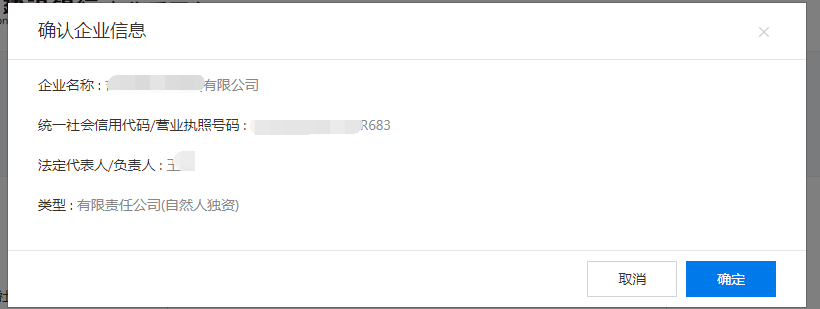 确认企业信息
企业名称 : 有限公司
统一社会信用代码/营业执照号码 : R683
法定代表人/负责人 : 王
类型 : 有限责任公司(自然人独资)
取消 确定